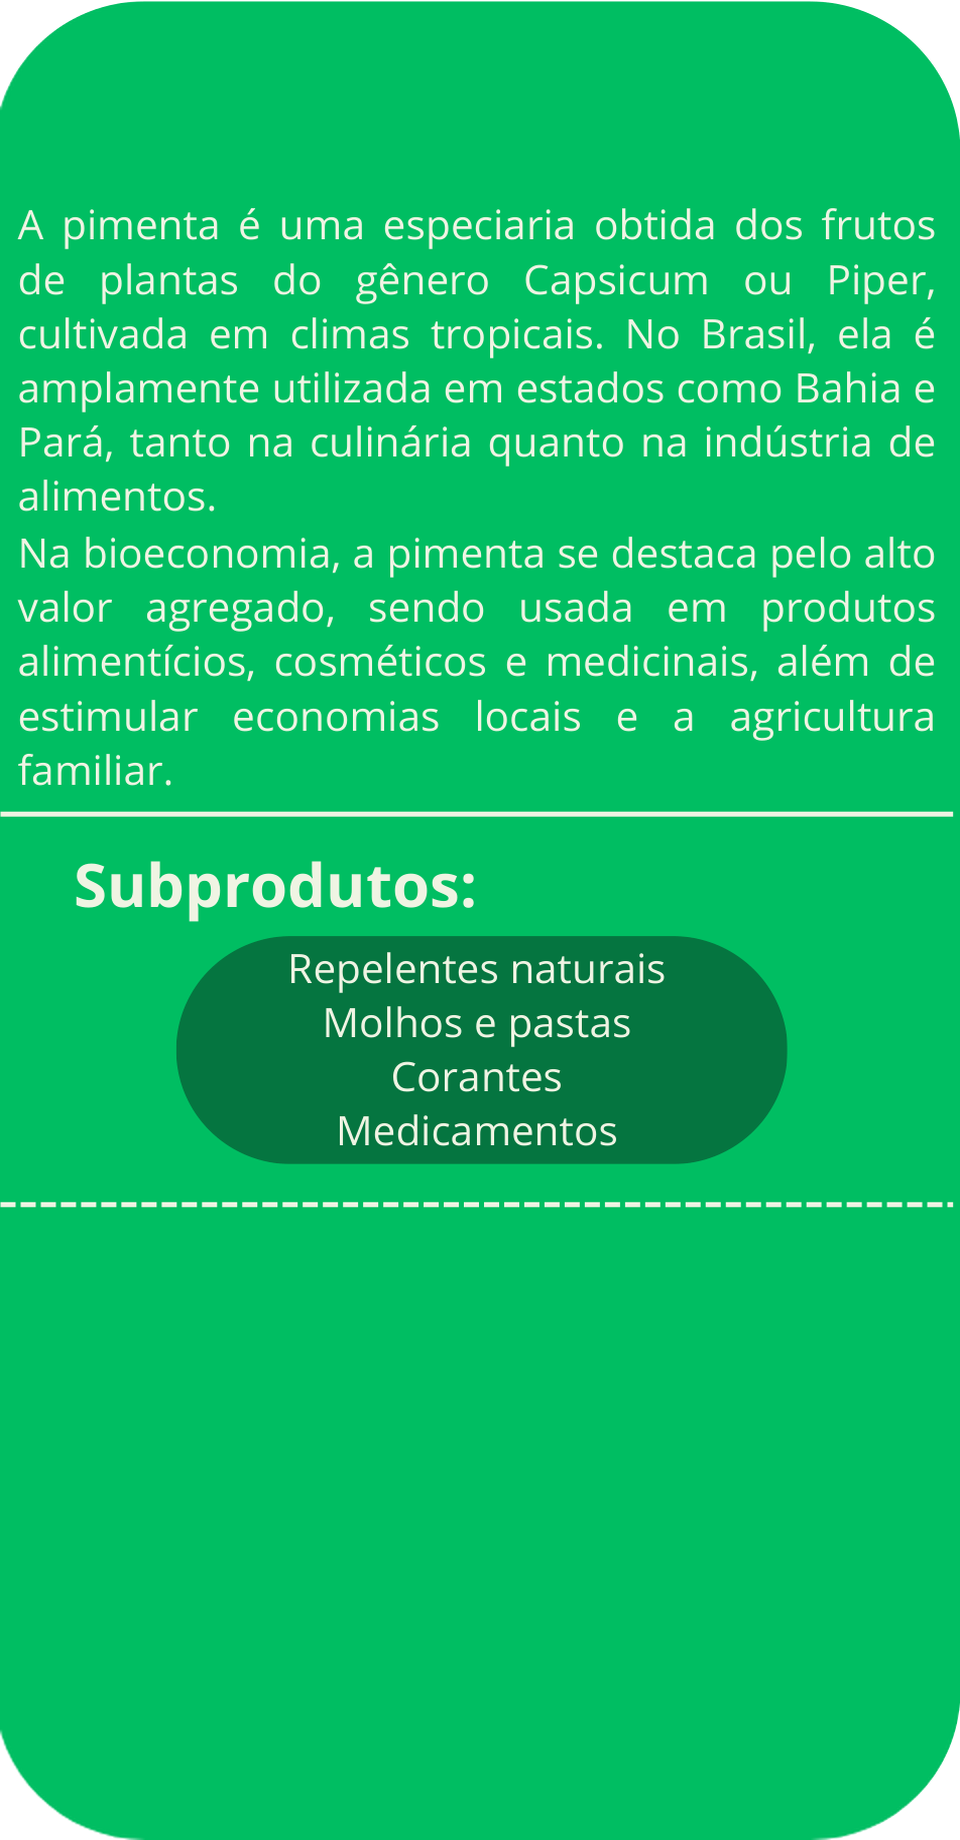 A pimenta é uma especiaria obtida dos frutos
de plantas do gênero Capsicum ou Piper,
cultivada em climas tropicais. No Brasil, ela é
amplamente utilizada em estados como Bahia e
Pará, tanto na culinária quanto na indústria de
alimentos.
Na bioeconomia, a pimenta se destaca pelo alto
valor agregado, sendo usada em produtos
alimentícios, cosméticos e medicinais, além de
estimular economias locais e a agricultura
familiar.
Subprodutos:
Repelentes naturais
Molhos e pastas
Corantes
Medicamentos